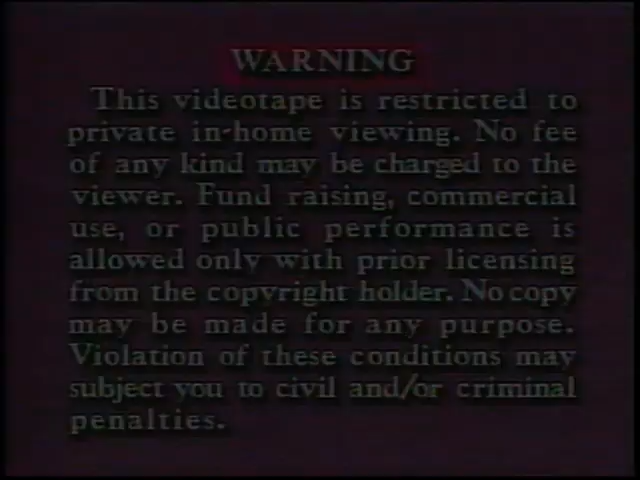 WARNING
This videotape is restricted to
private in-home viewing. No fee
of any kind may be charged to the
viewer. Fund raising, commercial
use, or public performance is
allowed only with prior licensing
from the copyright holder. No copy
may be made for any purpose.
Violation of these conditions may
subject you to civil and/or criminal
penalties.